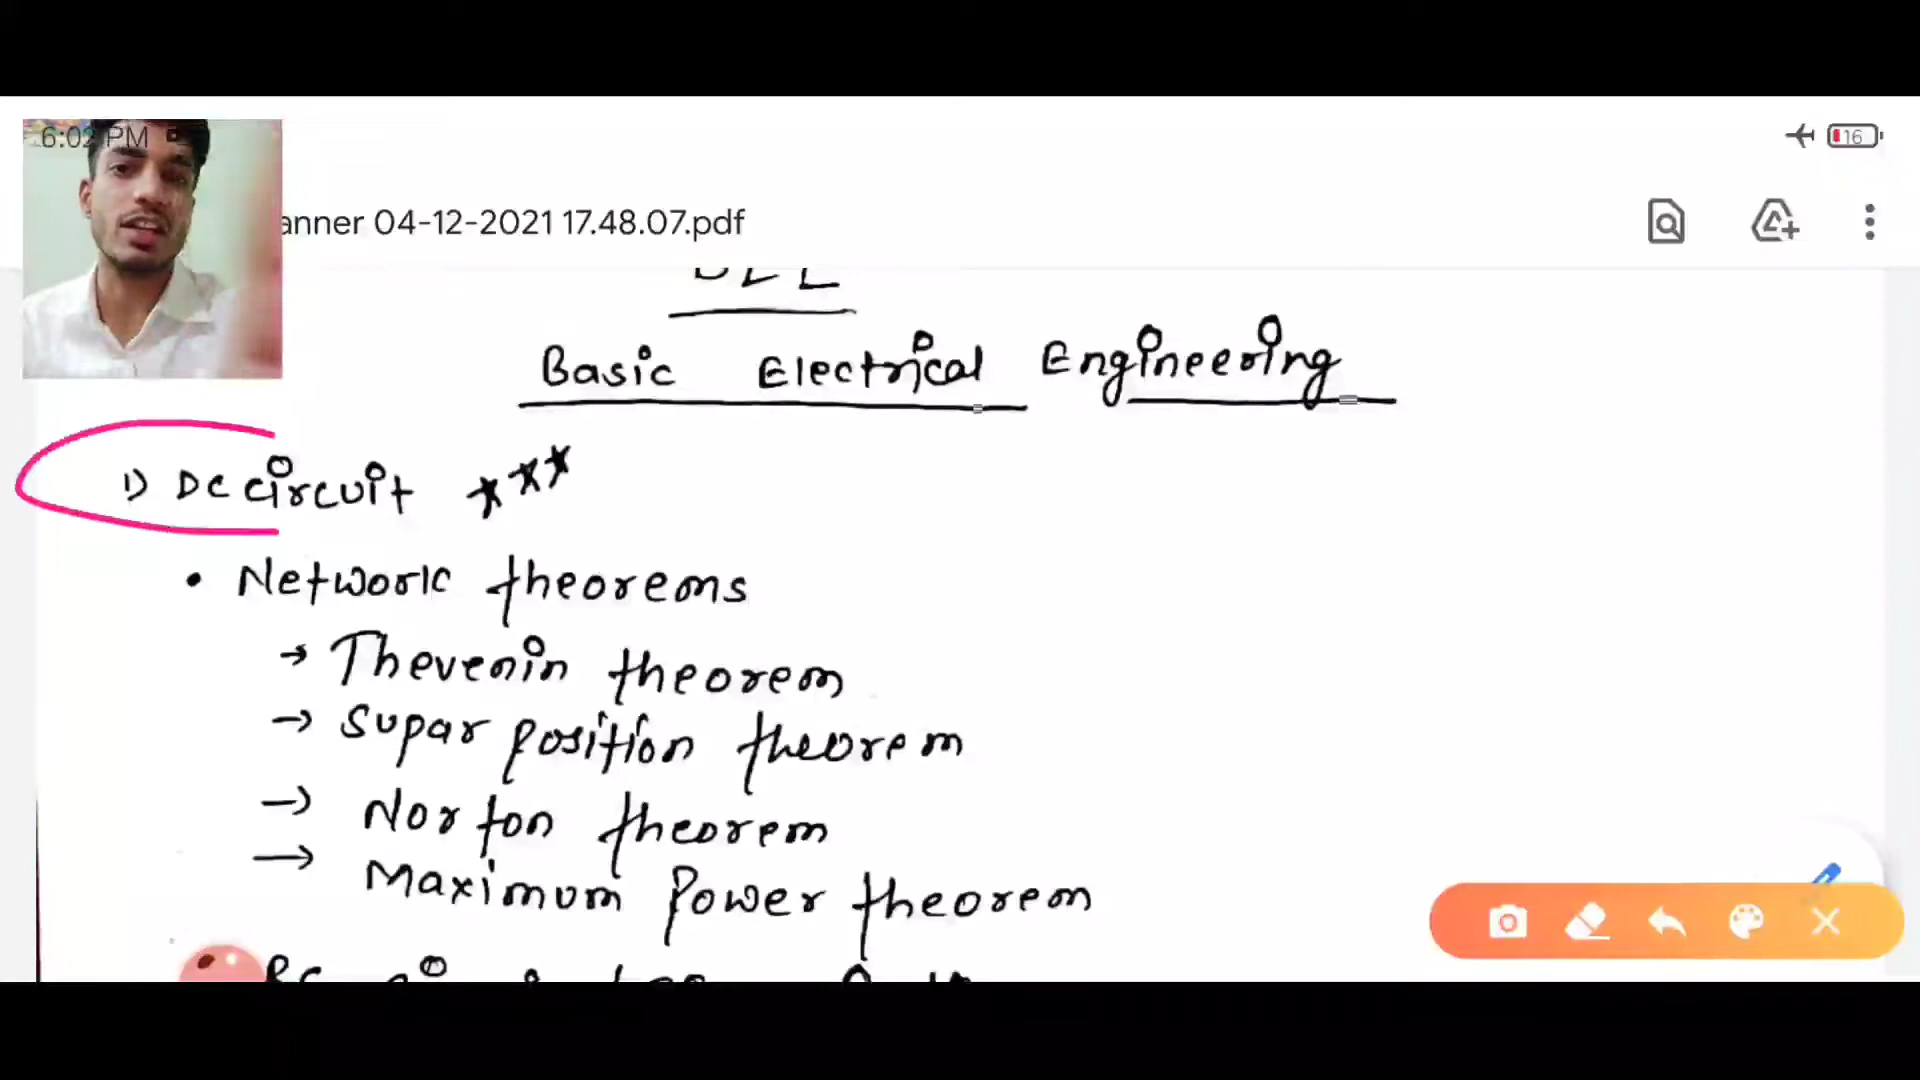 6:02 PM
16
anner 04-12-2021 17.48.07.pdf
Basic Electrical Engineering
1) DC circuit ***
• Network theorems
→ Thevenin theorem
→ Supar position theorem
→ Norton theorem
→ Maximum Power theorem